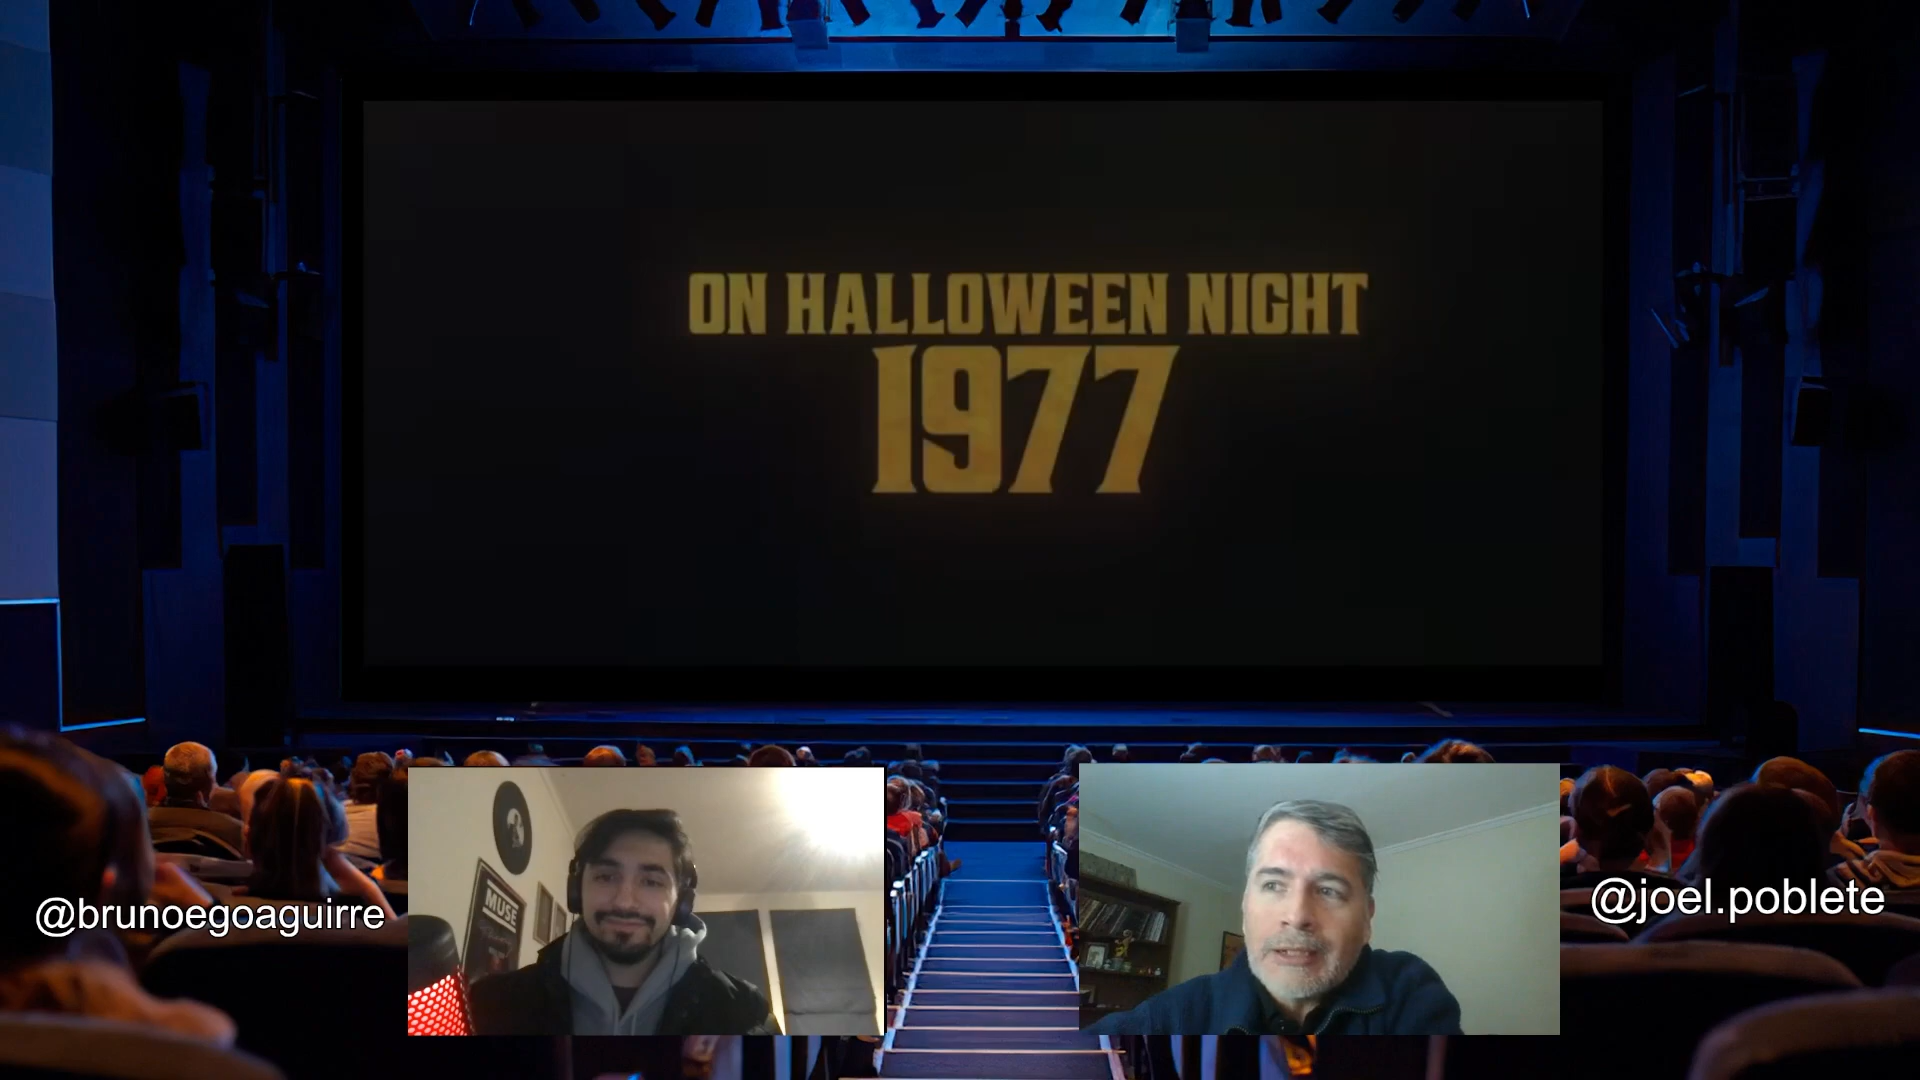 ON HALLOWEEN NIGHT
1977
@brunoegoaguirre
MUSE
@joel.poblete